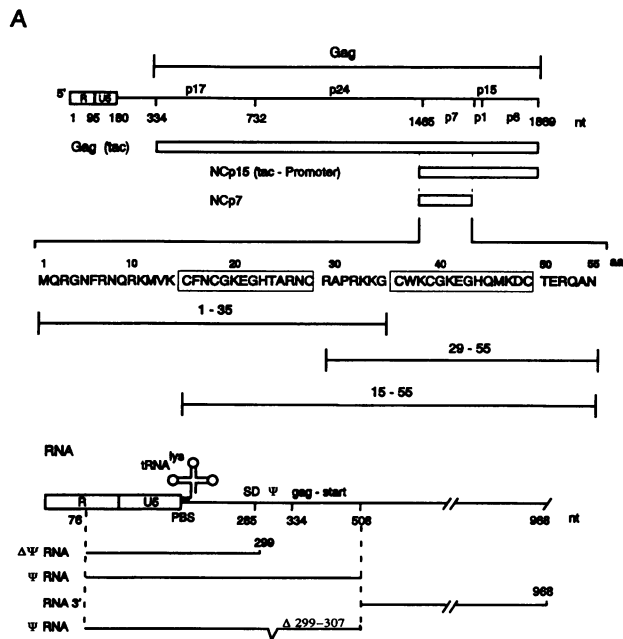 A
Gag
5' R U5 p17 p24 p15
1 95 180 334 732 1465 p7 p1 p6 1869 nt
Gag (tac)
NCp15 (tac - Promoter)
NCp7
1 10 20 30 40 50 55 aa
MQRGNFRNQRKMVK CFNCGKEGHTARNC RAPRKKG CWKCGKEGHQMKDC TERQAN
1 - 35
29 - 55
15 - 55
RNA
tRNA lys
R U5 SD Ψ gag - start
76 PBS 285 334 506 968 nt
ΔΨ RNA 299
Ψ RNA
RNA 3' 968
Ψ RNA Δ 299-307